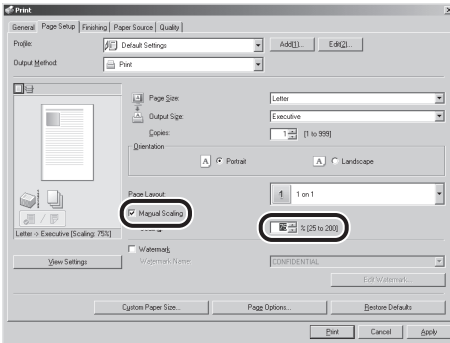 Print
General Page Setup Finishing Paper Source Quality
Profile: Default Settings Add(1)... Edit(2)...
Output Method: Print
Page Size: Letter
Output Size: Executive
Copies: 1 [1 to 999]
Orientation
A Portrait A Landscape
Page Layout: 1 1 on 1
Manual Scaling
75 % [25 to 200]
Letter -> Executive [Scaling: 75%]
Watermark
View Settings Watermark Name: CONFIDENTIAL
Edit Watermark...
Custom Paper Size... Page Options... Restore Defaults
Print Cancel Apply